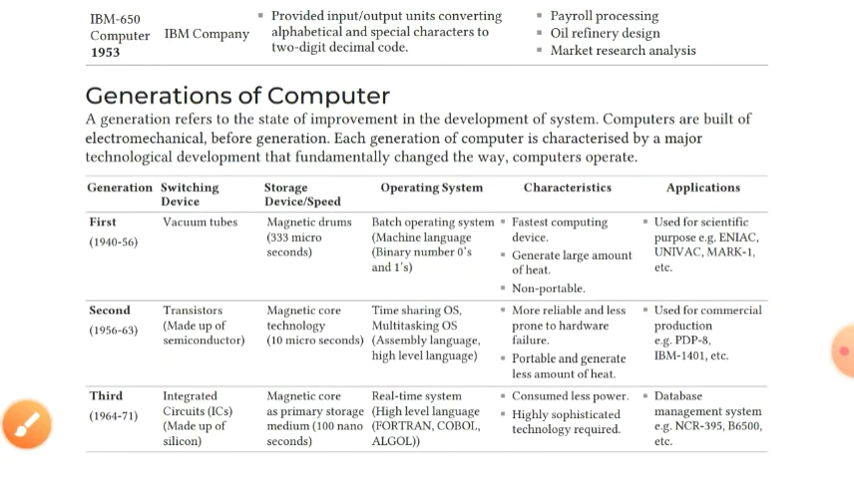 IBM-650 Computer 1953 IBM Company ▪ Provided input/output units converting alphabetical and special characters to two-digit decimal code. ▪ Payroll processing ▪ Oil refinery design ▪ Market research analysis
Generations of Computer
A generation refers to the state of improvement in the development of system. Computers are built of
electromechanical, before generation. Each generation of computer is characterised by a major
technological development that fundamentally changed the way, computers operate.
Generation Switching Device Storage Device/Speed Operating System Characteristics Applications
First (1940-56) Vacuum tubes Magnetic drums (333 micro seconds) Batch operating system (Machine language (Binary number 0's and 1's) ▪ Fastest computing device. ▪ Generate large amount of heat. ▪ Non-portable. ▪ Used for scientific purpose e.g. ENIAC, UNIVAC, MARK-1, etc.
Second (1956-63) Transistors (Made up of semiconductor) Magnetic core technology (10 micro seconds) Time sharing OS, Multitasking OS (Assembly language, high level language) ▪ More reliable and less prone to hardware failure. ▪ Portable and generate less amount of heat. ▪ Used for commercial production e.g. PDP-8, IBM-1401, etc.
Third (1964-71) Integrated Circuits (ICs) (Made up of silicon) Magnetic core as primary storage medium (100 nano seconds) Real-time system (High level language (FORTRAN, COBOL, ALGOL)) ▪ Consumed less power. ▪ Highly sophisticated technology required. ▪ Database management system e.g. NCR-395, B6500, etc.